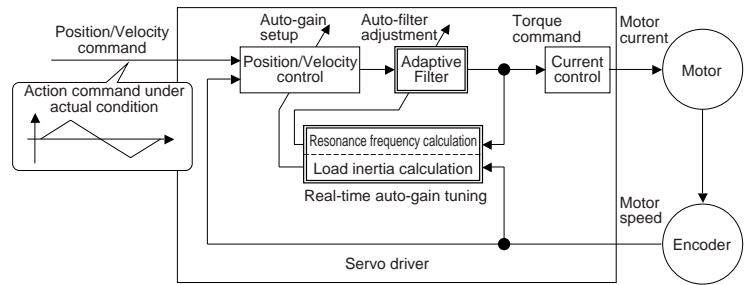 Position/Velocity
command
Action command under
actual condition
Auto-gain
setup
Auto-filter
adjustment
Torque
command
Motor
current
Position/Velocity
control
Adaptive
Filter
Current
control
Motor
Resonance frequency calculation
Load inertia calculation
Real-time auto-gain tuning
Motor
speed
Encoder
Servo driver